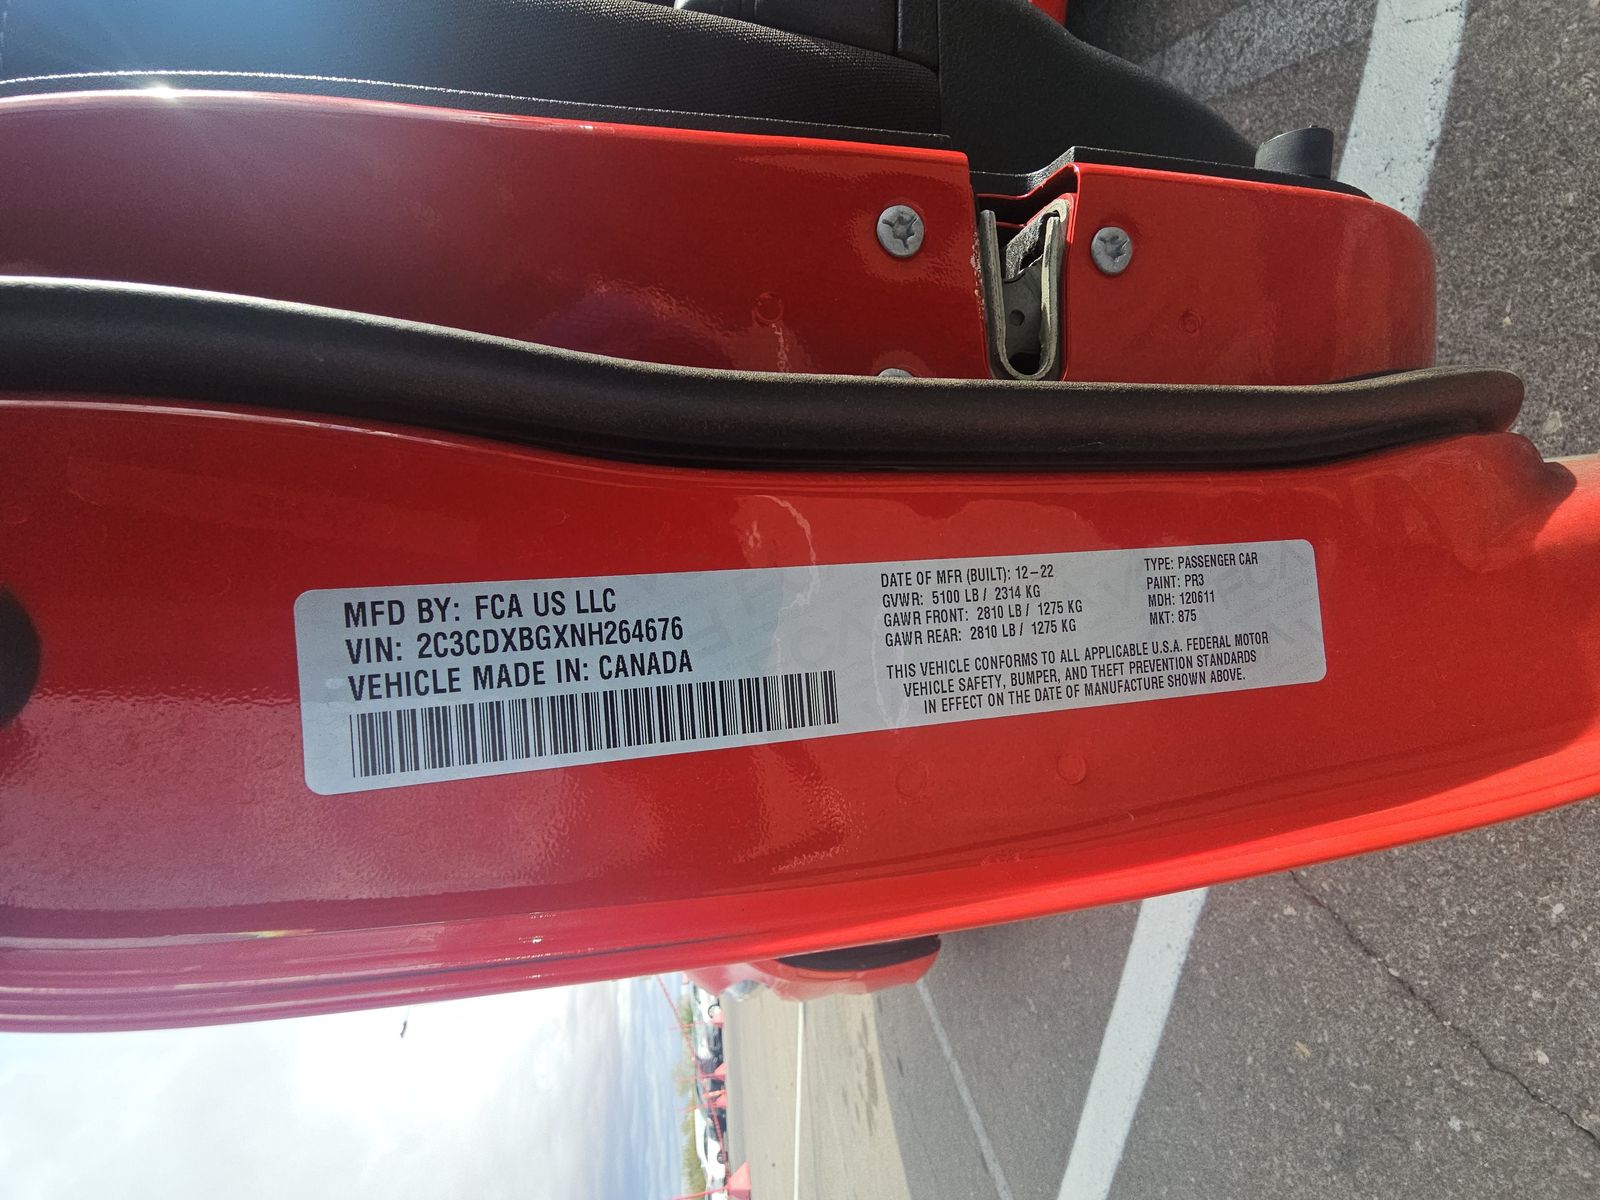 MFD BY: FCA US LLC
VIN: 2C3CDXBGXNH264676
VEHICLE MADE IN: CANADA
DATE OF MFR (BUILT): 12-22
GVWR: 5100 LB / 2314 KG
GAWR FRONT: 2810 LB / 1275 KG
GAWR REAR: 2810 LB / 1275 KG
TYPE: PASSENGER CAR
PAINT: PR3
MDH: 120611
MKT: 875
THIS VEHICLE CONFORMS TO ALL APPLICABLE U.S.A. FEDERAL MOTOR
VEHICLE SAFETY, BUMPER, AND THEFT PREVENTION STANDARDS
IN EFFECT ON THE DATE OF MANUFACTURE SHOWN ABOVE.